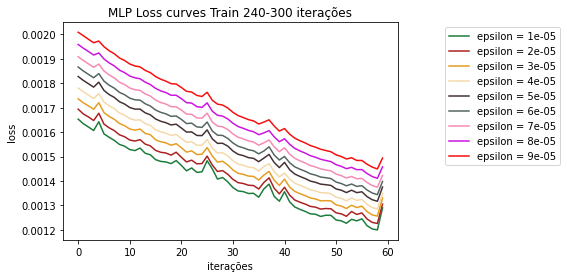 MLP Loss curves Train 240-300 iterações
loss
0.0020
0.0019
0.0018
0.0017
0.0016
0.0015
0.0014
0.0013
0.0012
0 10 20 30 40 50 60
iterações
epsilon = 1e-05
epsilon = 2e-05
epsilon = 3e-05
epsilon = 4e-05
epsilon = 5e-05
epsilon = 6e-05
epsilon = 7e-05
epsilon = 8e-05
epsilon = 9e-05